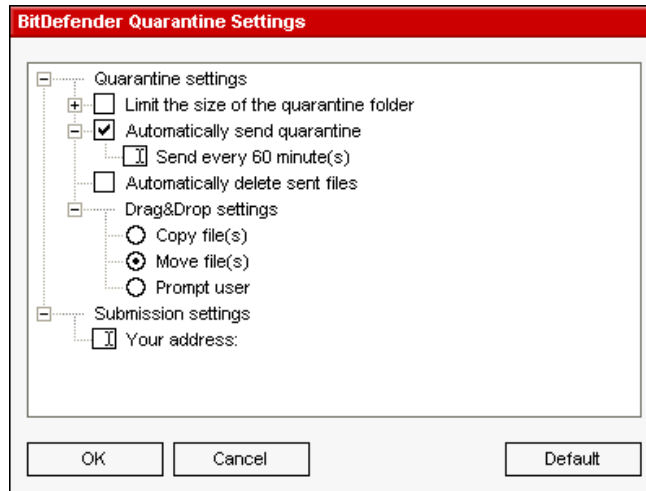 BitDefender Quarantine Settings
Quarantine settings
Limit the size of the quarantine folder
Automatically send quarantine
Send every 60 minute(s)
Automatically delete sent files
Drag&Drop settings
Copy file(s)
Move file(s)
Prompt user
Submission settings
Your address:
OK Cancel Default